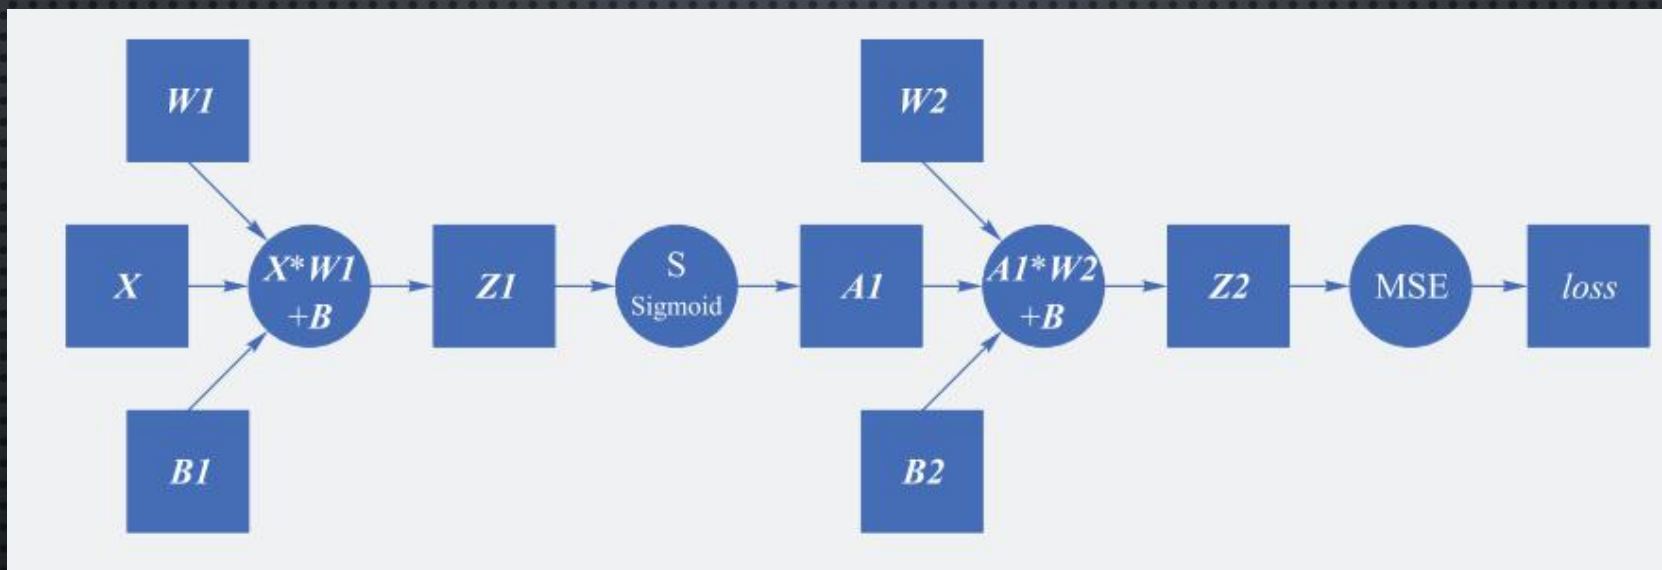 W1
W2
X
X*W1
+B
Z1
S
Sigmoid
A1
A1*W2
+B
Z2
MSE
loss
B1
B2